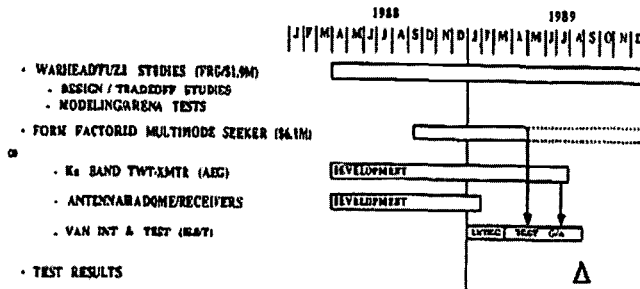 1988 1989
J F M A M J J A S O N D J F M A M J J A S O N D
• WARHEAD/FUZE STUDIES (FRG/$1.9M)
• DESIGN / TRADEOFF STUDIES
• MODELING/ARENA TESTS
• FORM FACTORED MULTIMODE SEEKER ($6.1M)
• Ka BAND TWT-XMTR (AEG) DEVELOPMENT
• ANTENNA/RADOME/RECEIVERS DEVELOPMENT
• VAN INT & TEST INTEG TEST
• TEST RESULTS